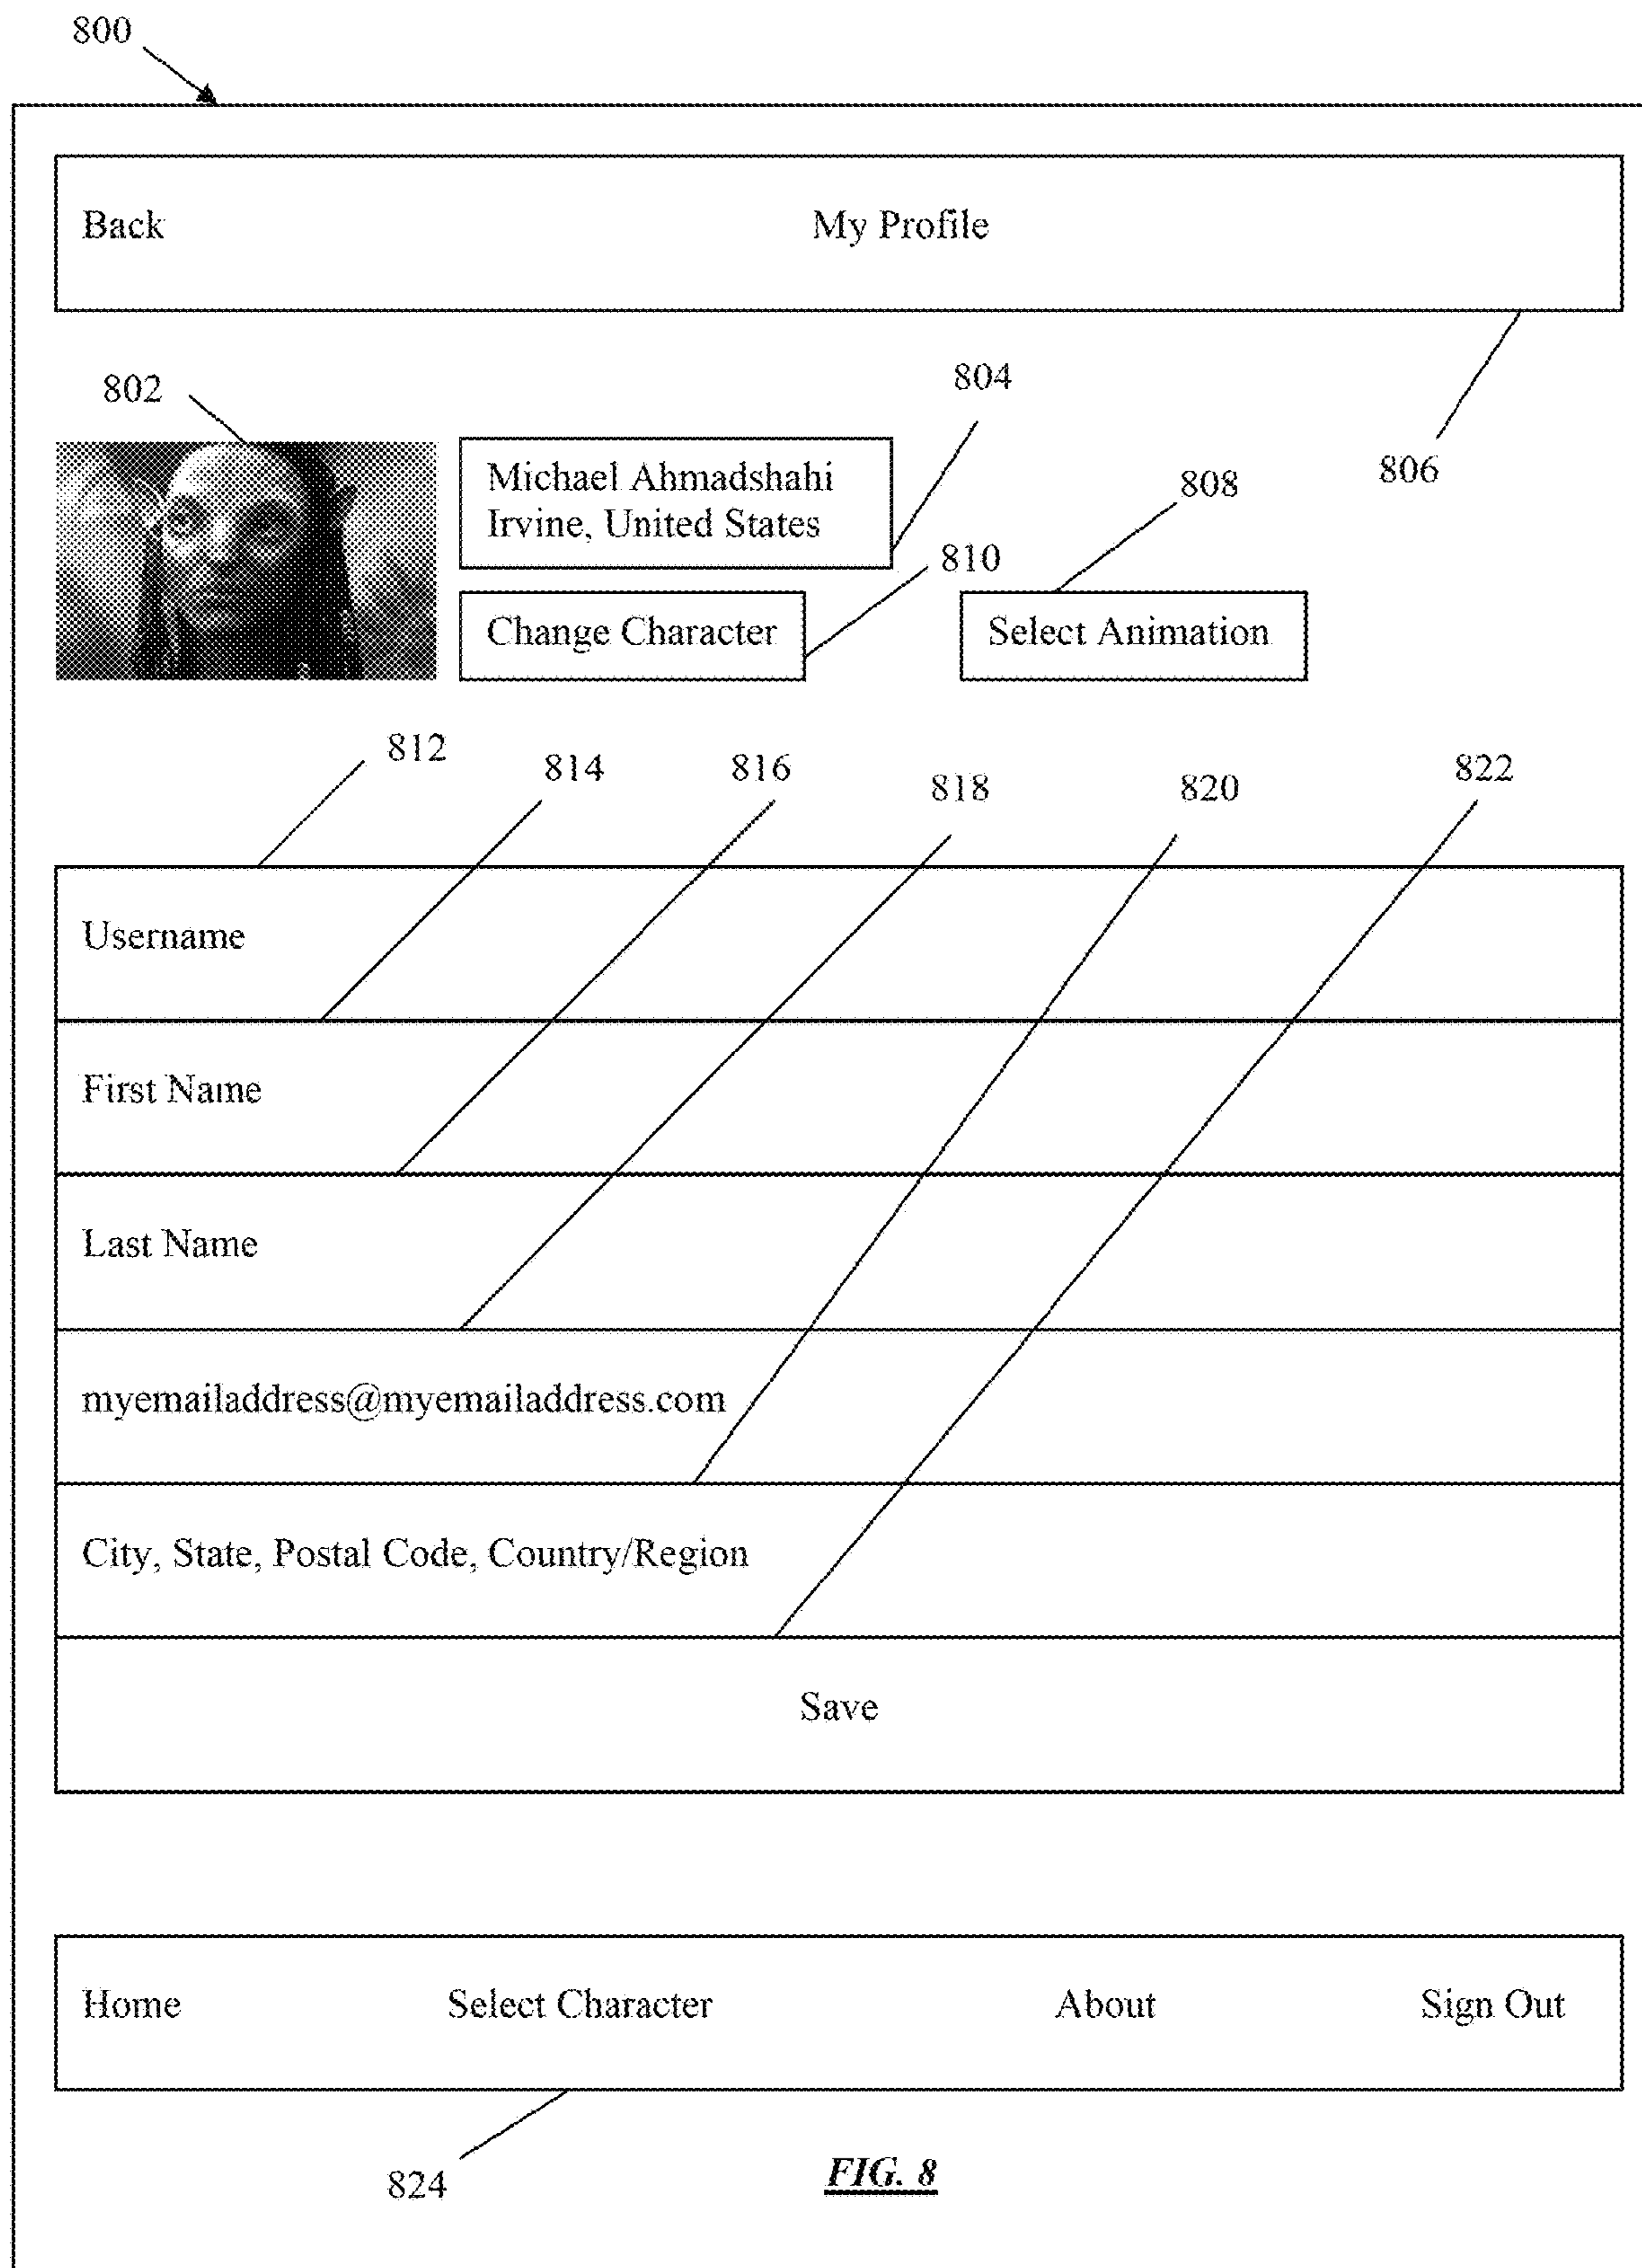 800
Back My Profile
802
804
806
Michael Ahmadshahi
Irvine, United States
808
810
Change Character
Select Animation
812
814
816
818
820
822
Username
First Name
Last Name
myemailaddress@myemailaddress.com
City, State, Postal Code, Country/Region
Save
Home Select Character About Sign Out
824
FIG. 8